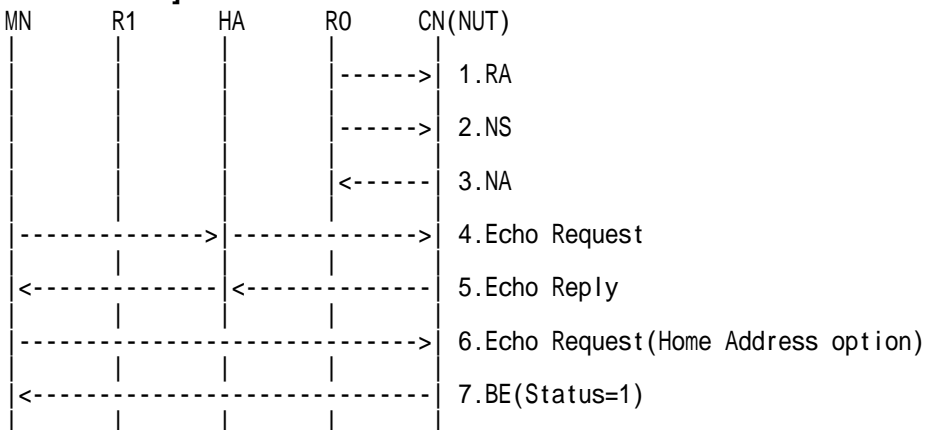 MN R1 HA R0 CN(NUT)
1.RA
2.NS
3.NA
4.Echo Request
5.Echo Reply
6.Echo Request(Home Address option)
7.BE(Status=1)